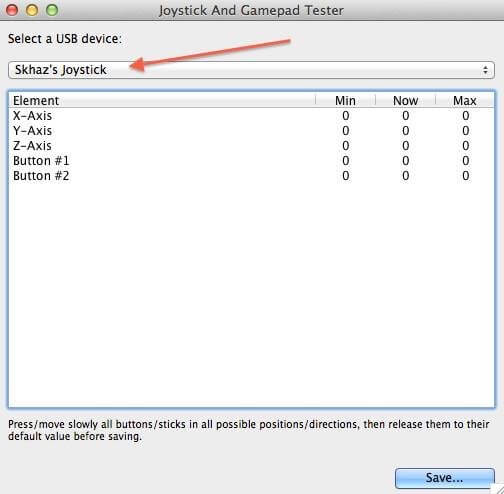 Joystick And Gamepad Tester
Select a USB device:
Skhaz's Joystick
Element Min Now Max
X-Axis 0 0 0
Y-Axis 0 0 0
Z-Axis 0 0 0
Button #1 0 0 0
Button #2 0 0 0
Press/move slowly all buttons/sticks in all possible positions/directions, then release them to their
default value before saving.
Save...